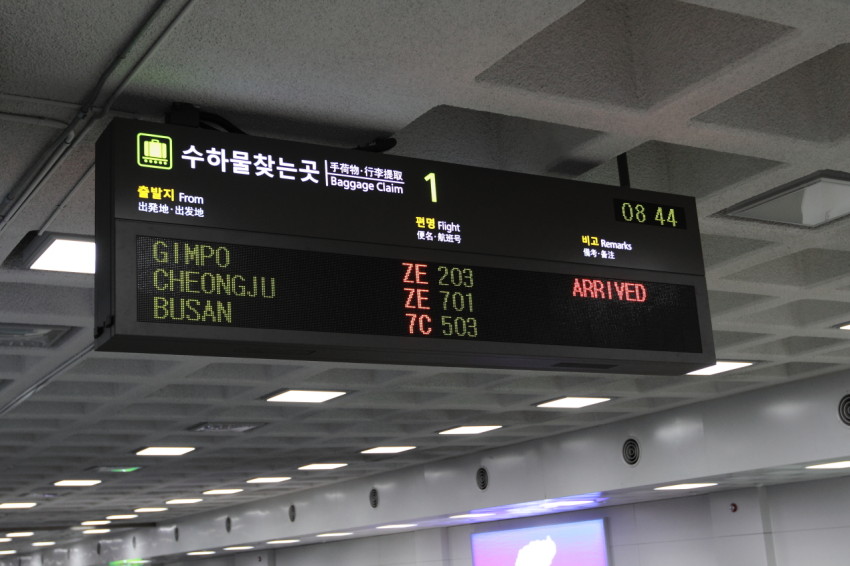 수하물찾는곳 手荷物·行李提取 1
Baggage Claim
08 44
출발지 From 편명 Flight 비고 Remarks
出発地·出发地 便名·航班号 備考·备注
GIMPO ZE 203 ARRIVED
CHEONGJU ZE 701
BUSAN 7C 503